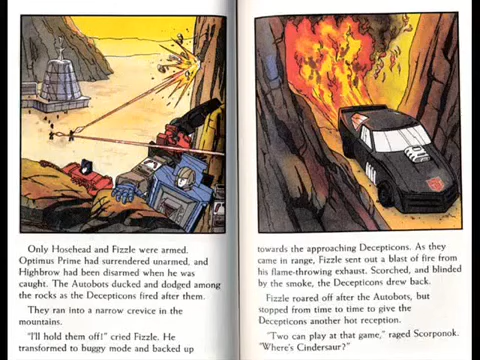 Only Hosehead and Fizzle were armed.
Optimus Prime had surrendered unarmed, and
Highbrow had been disarmed when he was
caught. The Autobots ducked and dodged among
the rocks as the Decepticons fired after them.
They ran into a narrow crevice in the
mountains.
"I'll hold them off!" cried Fizzle. He
transformed to buggy mode and backed up
towards the approaching Decepticons. As they
came in range, Fizzle sent out a blast of fire from
his flame-throwing exhaust. Scorched, and blinded
by the smoke, the Decepticons drew back.
Fizzle roared off after the Autobots, but
stopped from time to time to give the
Decepticons another hot reception.
"Two can play at that game," raged Scorponok.
"Where's Cindersaur?"